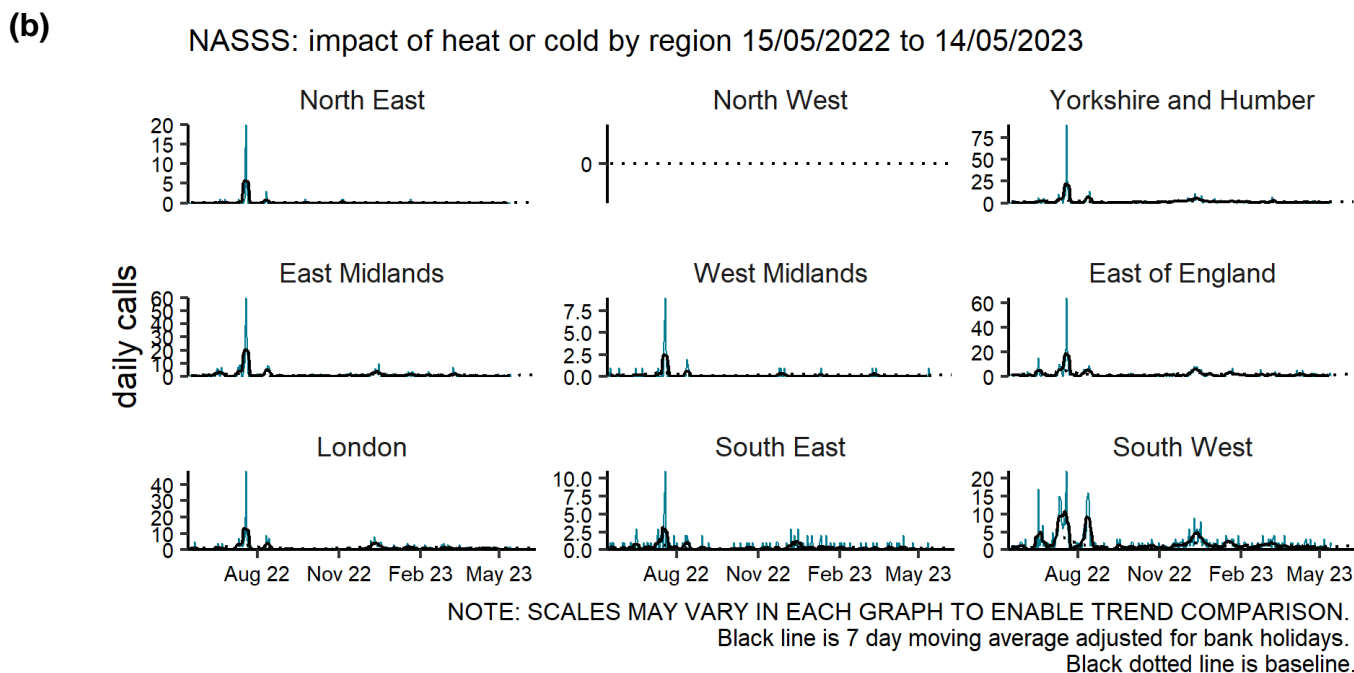 (b)
NASSS: impact of heat or cold by region 15/05/2022 to 14/05/2023
North East
North West
Yorkshire and Humber
20
15
10
5
0
0
75
50
25
0
daily calls
East Midlands
West Midlands
East of England
60
50
40
30
20
10
0
7.5
5.0
2.5
0.0
60
40
20
0
London
South East
South West
40
30
20
10
0
10.0
7.5
5.0
2.5
0.0
20
15
10
5
0
Aug 22 Nov 22 Feb 23 May 23
Aug 22 Nov 22 Feb 23 May 23
Aug 22 Nov 22 Feb 23 May 23
NOTE: SCALES MAY VARY IN EACH GRAPH TO ENABLE TREND COMPARISON.
Black line is 7 day moving average adjusted for bank holidays.
Black dotted line is baseline.